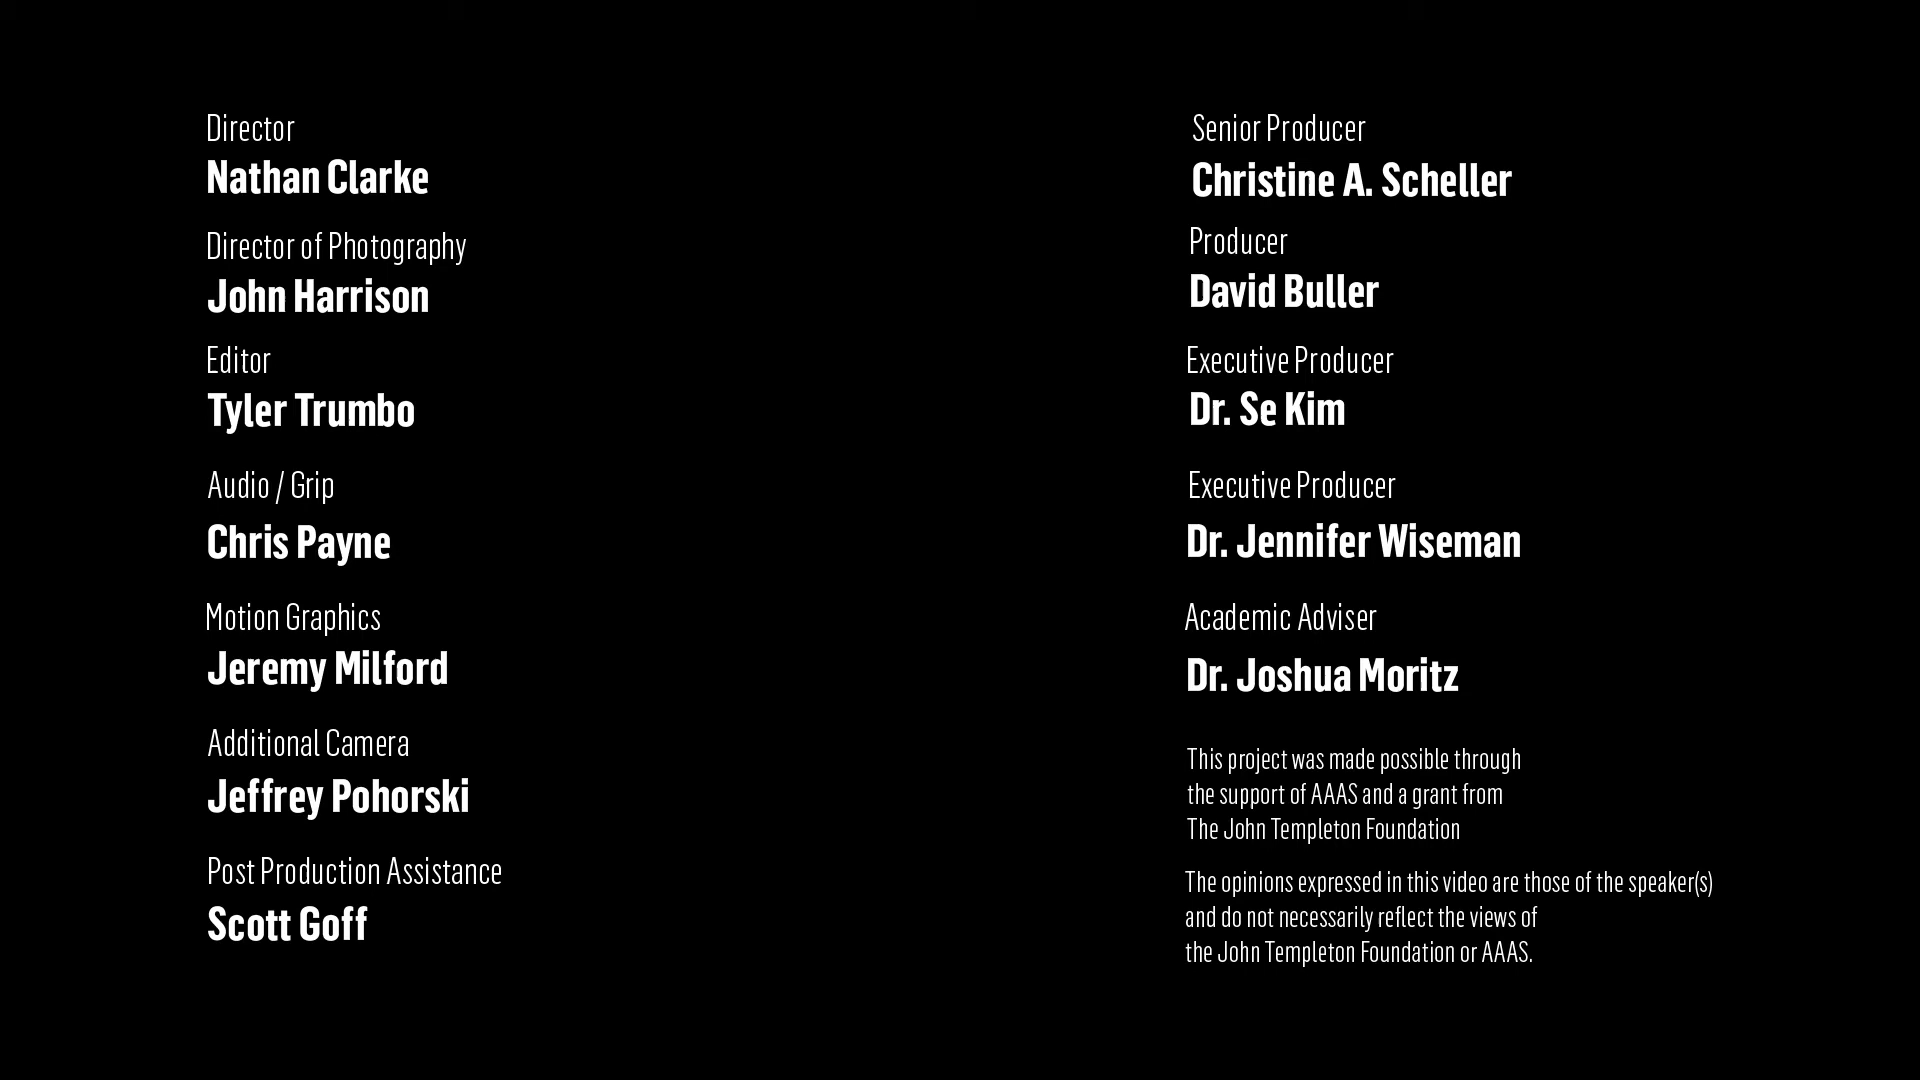 Director
Nathan Clarke
Director of Photography
John Harrison
Editor
Tyler Trumbo
Audio / Grip
Chris Payne
Motion Graphics
Jeremy Milford
Additional Camera
Jeffrey Pohorski
Post Production Assistance
Scott Goff
Senior Producer
Christine A. Scheller
Producer
David Buller
Executive Producer
Dr. Se Kim
Executive Producer
Dr. Jennifer Wiseman
Academic Adviser
Dr. Joshua Moritz
This project was made possible through
the support of AAAS and a grant from
The John Templeton Foundation
The opinions expressed in this video are those of the speaker(s)
and do not necessarily reflect the views of
the John Templeton Foundation or AAAS.